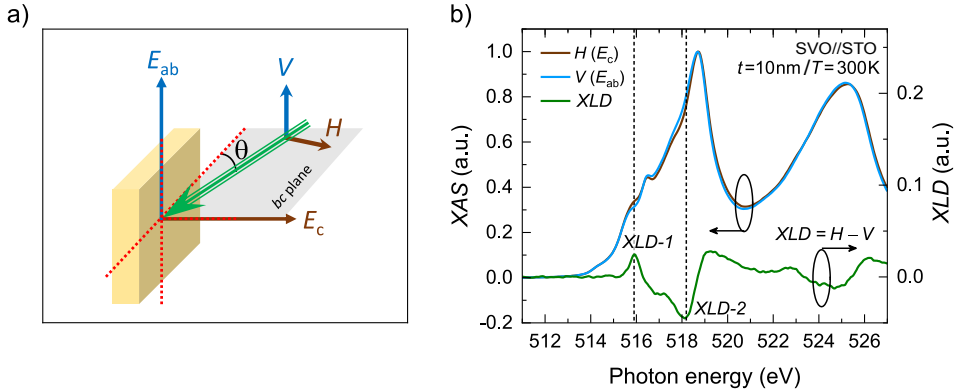 a)
E_ab
V
H
θ
bc plane
E_c
b)
H (E_c)
V (E_ab)
XLD
SVO//STO
t=10nm/T=300K
XLD-1
XLD-2
XLD = H – V
1.0
0.8
0.6
0.4
0.2
0.0
-0.2
XAS (a.u.)
0.2
0.1
0.0
XLD (a.u.)
512 514 516 518 520 522 524 526
Photon energy (eV)